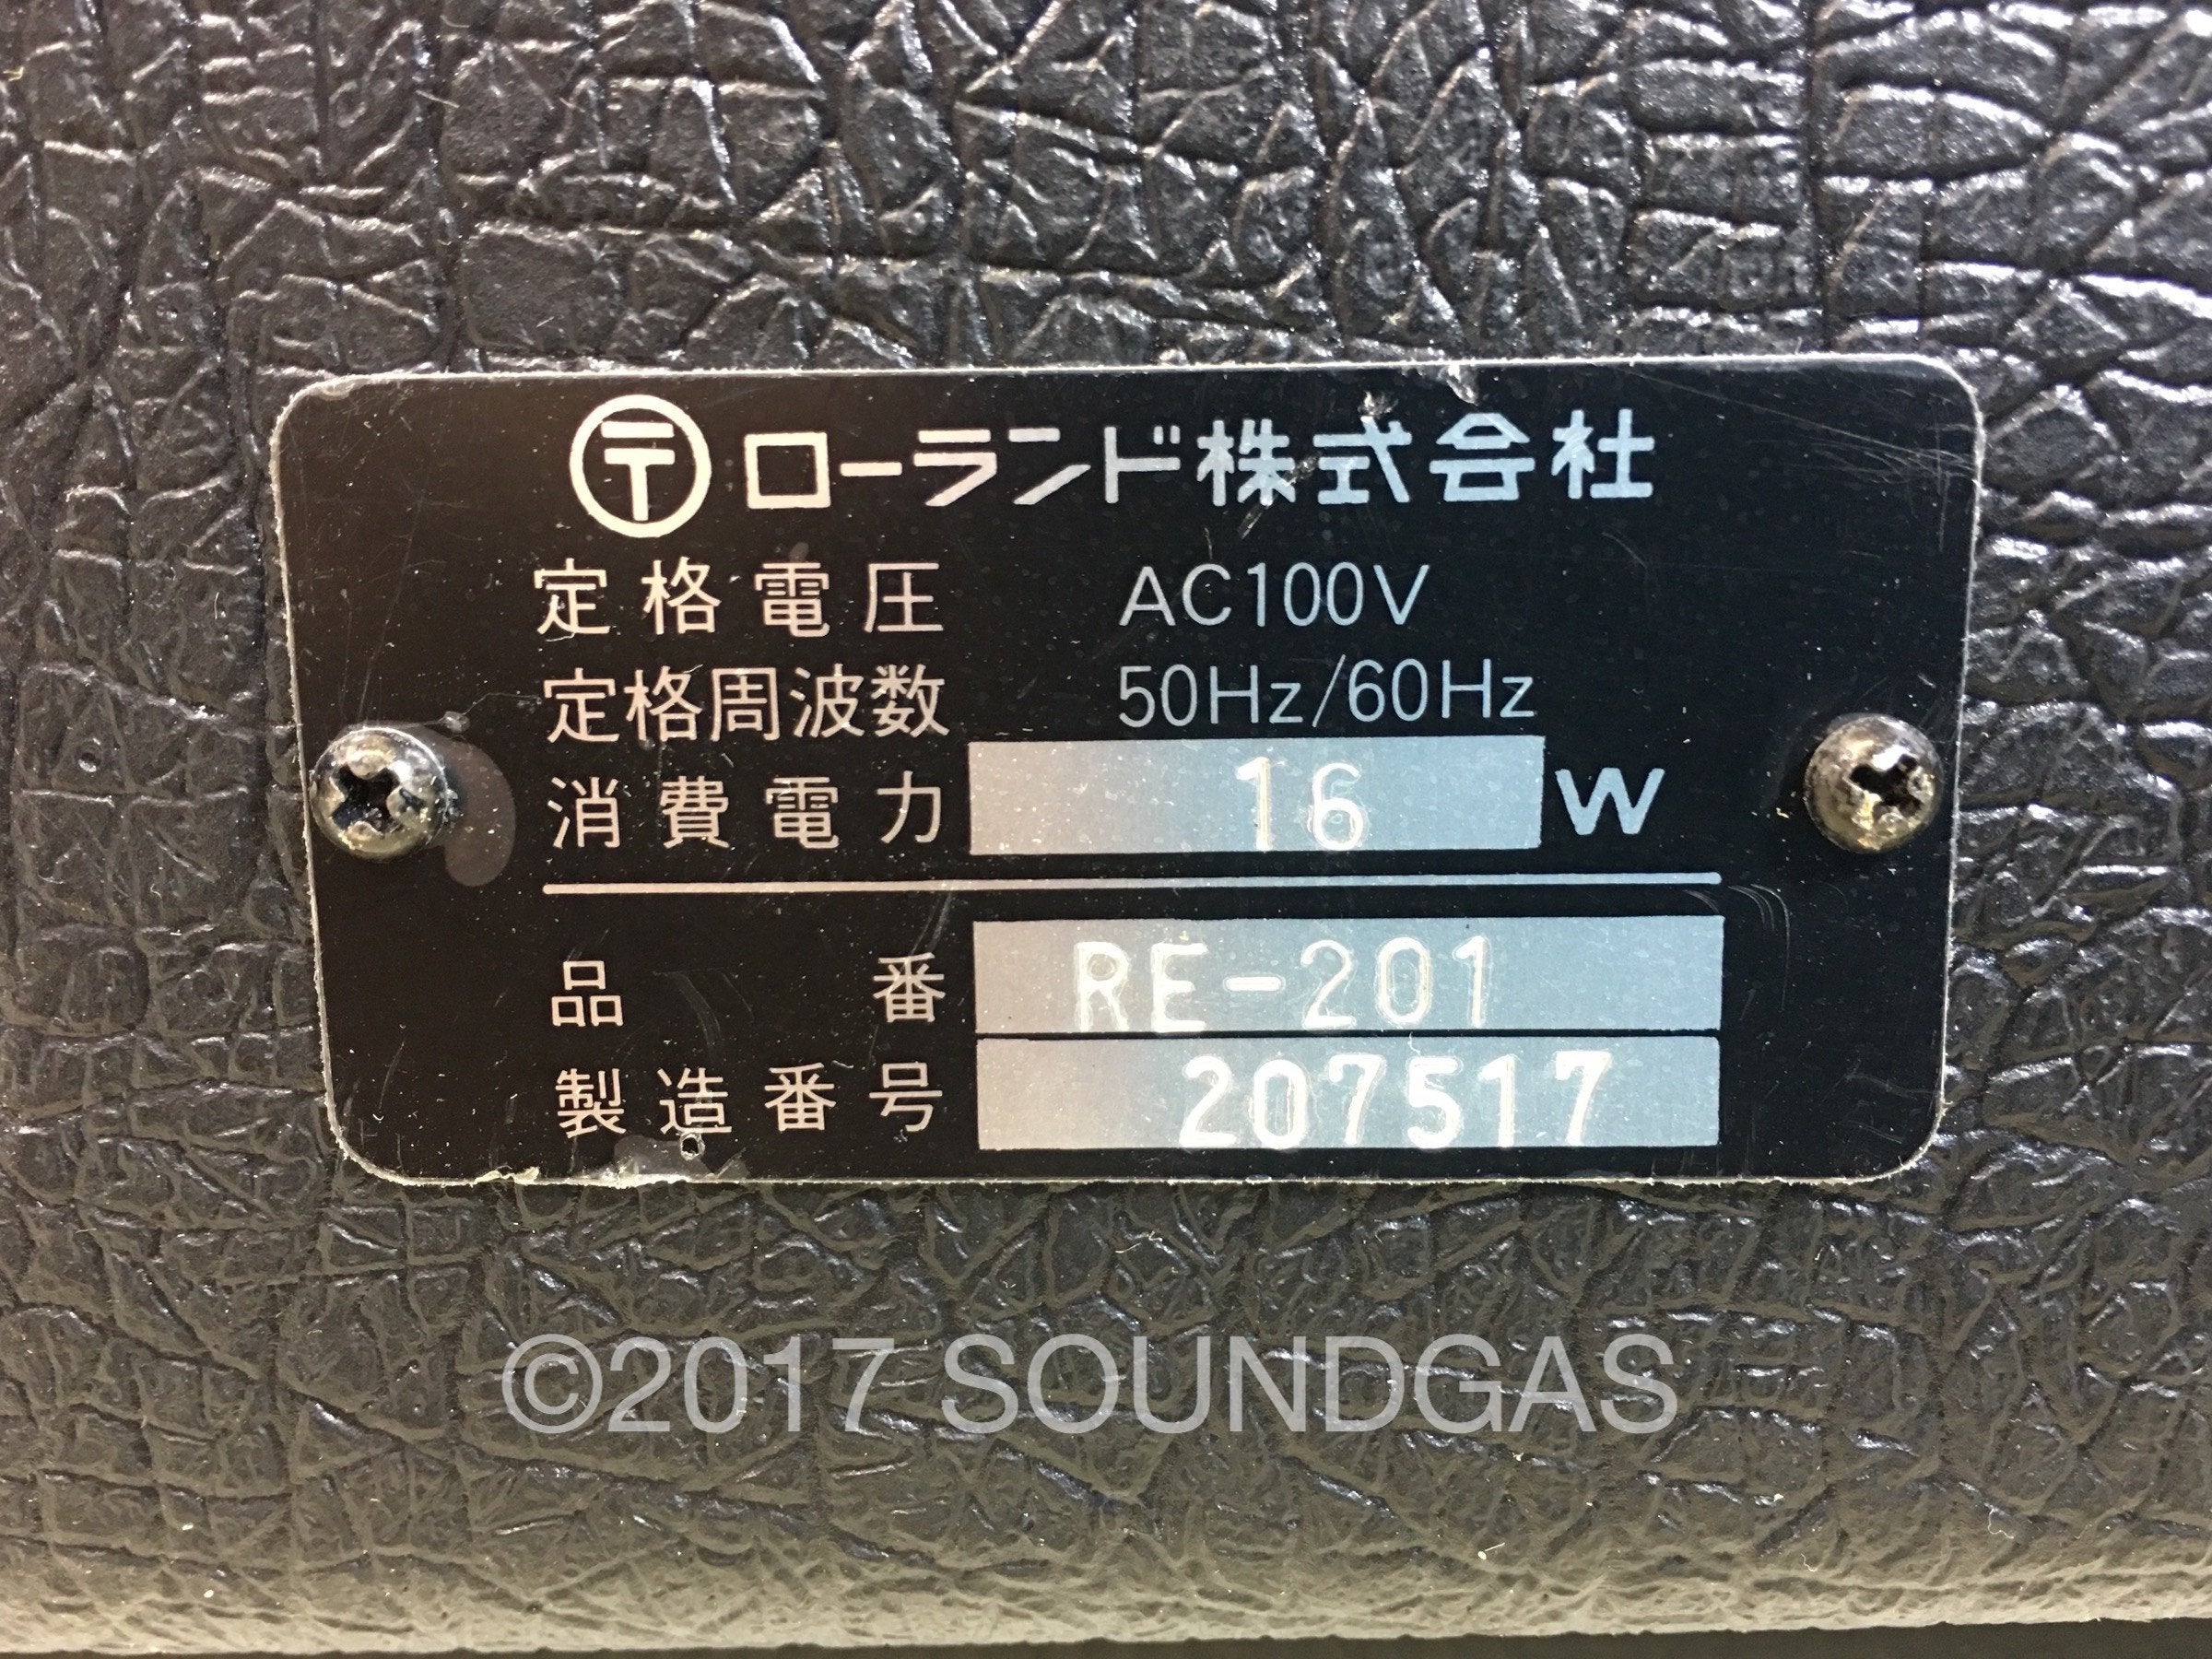 〶 ローランド株式会社
定格電圧 AC100V
定格周波数 50Hz/60Hz
消費電力 16 W
品番 RE-201
製造番号 207517
©2017 SOUNDGAS